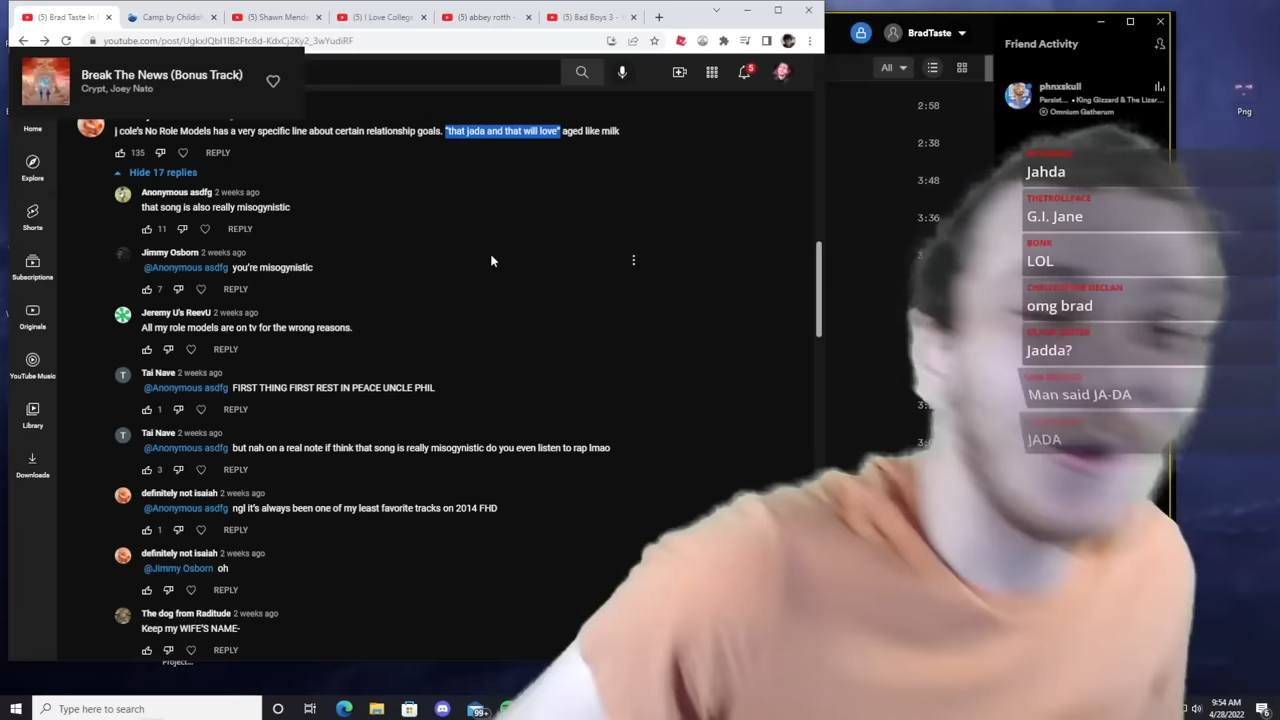 (5) Brad Taste In
Camp by Childish
(5) Shawn Mende
(5) I Love College
(5) abbey rotth -
(5) Bad Boys 3 -
youtube.com/post/UgkxJQbI1IB2Ftc8d-KdxCj2Ky2_3wYudiRF
Break The News (Bonus Track)
Crypt, Joey Nato
5
BradTaste
Friend Activity
All
phnxskull
Persist... • King Gizzard & The Lizar...
Omnium Gatherum
Png
2:58
2:38
3:48
3:36
Home
Explore
Shorts
Subscriptions
Originals
YouTube Music
Library
Downloads
j cole's No Role Models has a very specific line about certain relationship goals. "that jada and that will love" aged like milk
135 REPLY
Hide 17 replies
Anonymous asdfg 2 weeks ago
that song is also really misogynistic
11 REPLY
Jimmy Osborn 2 weeks ago
@Anonymous asdfg you're misogynistic
7 REPLY
Jeremy U's ReevU 2 weeks ago
All my role models are on tv for the wrong reasons.
REPLY
T
Tai Nave 2 weeks ago
@Anonymous asdfg FIRST THING FIRST REST IN PEACE UNCLE PHIL
1 REPLY
T
Tai Nave 2 weeks ago
@Anonymous asdfg but nah on a real note if think that song is really misogynistic do you even listen to rap lmao
3 REPLY
definitely not isaiah 2 weeks ago
@Anonymous asdfg ngl it's always been one of my least favorite tracks on 2014 FHD
1 REPLY
definitely not isaiah 2 weeks ago
@Jimmy Osborn oh
REPLY
The dog from Raditude 2 weeks ago
Keep my WIFE'S NAME-
REPLY
Project...
Jahda
THETROLLFACE
G.I. Jane
BONK
LOL
omg brad
Jadda?
Man said JA-DA
JADA
Type here to search
99+
9:54 AM
4/28/2022
6